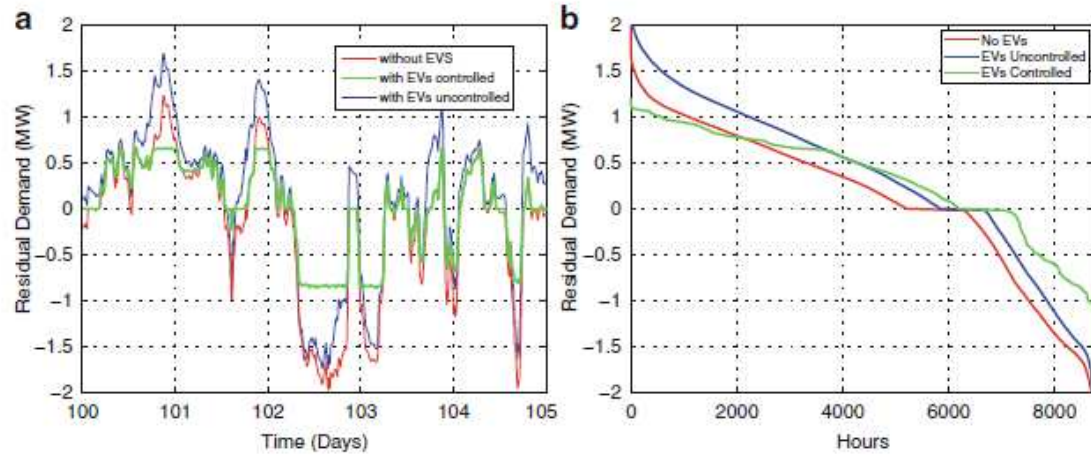 a
2
1.5
1
0.5
0
−0.5
−1
−1.5
−2
Residual Demand (MW)
without EVS
with EVs controlled
with EVs uncontrolled
100
101
102
103
104
105
Time (Days)
b
2
1.5
1
0.5
0
−0.5
−1
−1.5
−2
Residual Demand (MW)
No EVs
EVs Uncontrolled
EVs Controlled
0
2000
4000
6000
8000
Hours